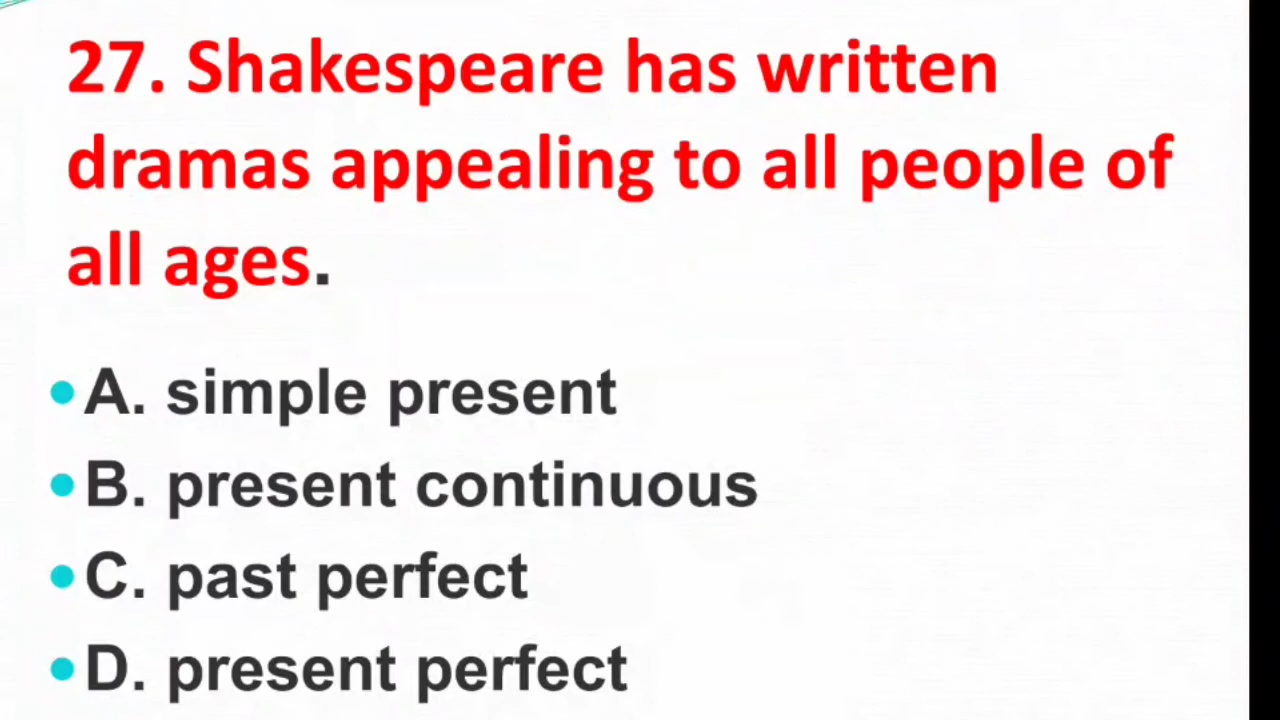 27. Shakespeare has written
dramas appealing to all people of
all ages.
• A. simple present
• B. present continuous
• C. past perfect
• D. present perfect